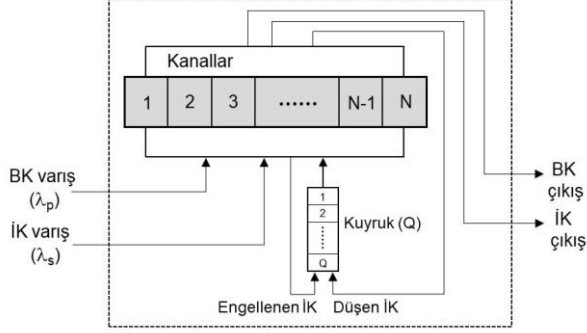 Kanallar
1 2 3 ...... N-1 N
BK varış
(λp)
İK varış
(λs)
1
2
Kuyruk (Q)
Q
Engellenen İK Düşen İK
BK
çıkış
İK
çıkış